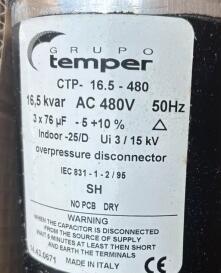 GRUPO
temper
CTP- 16.5 - 480
16,5 kvar AC 480V 50Hz
3 x 76 µF - 5 +10 % △
Indoor -25/D Ui 3 / 15 kV
overpressure disconnector
IEC 831 - 1 - 2 / 95
SH
NO PCB DRY
WARNING
WHEN THE CAPACITOR IS DISCONNECTED
FROM THE SOURCE OF SUPPLY
WAIT 5 MINUTES AT LEAST THEN SHORT
AND EARTH THE TERMINALS
MADE IN ITALY